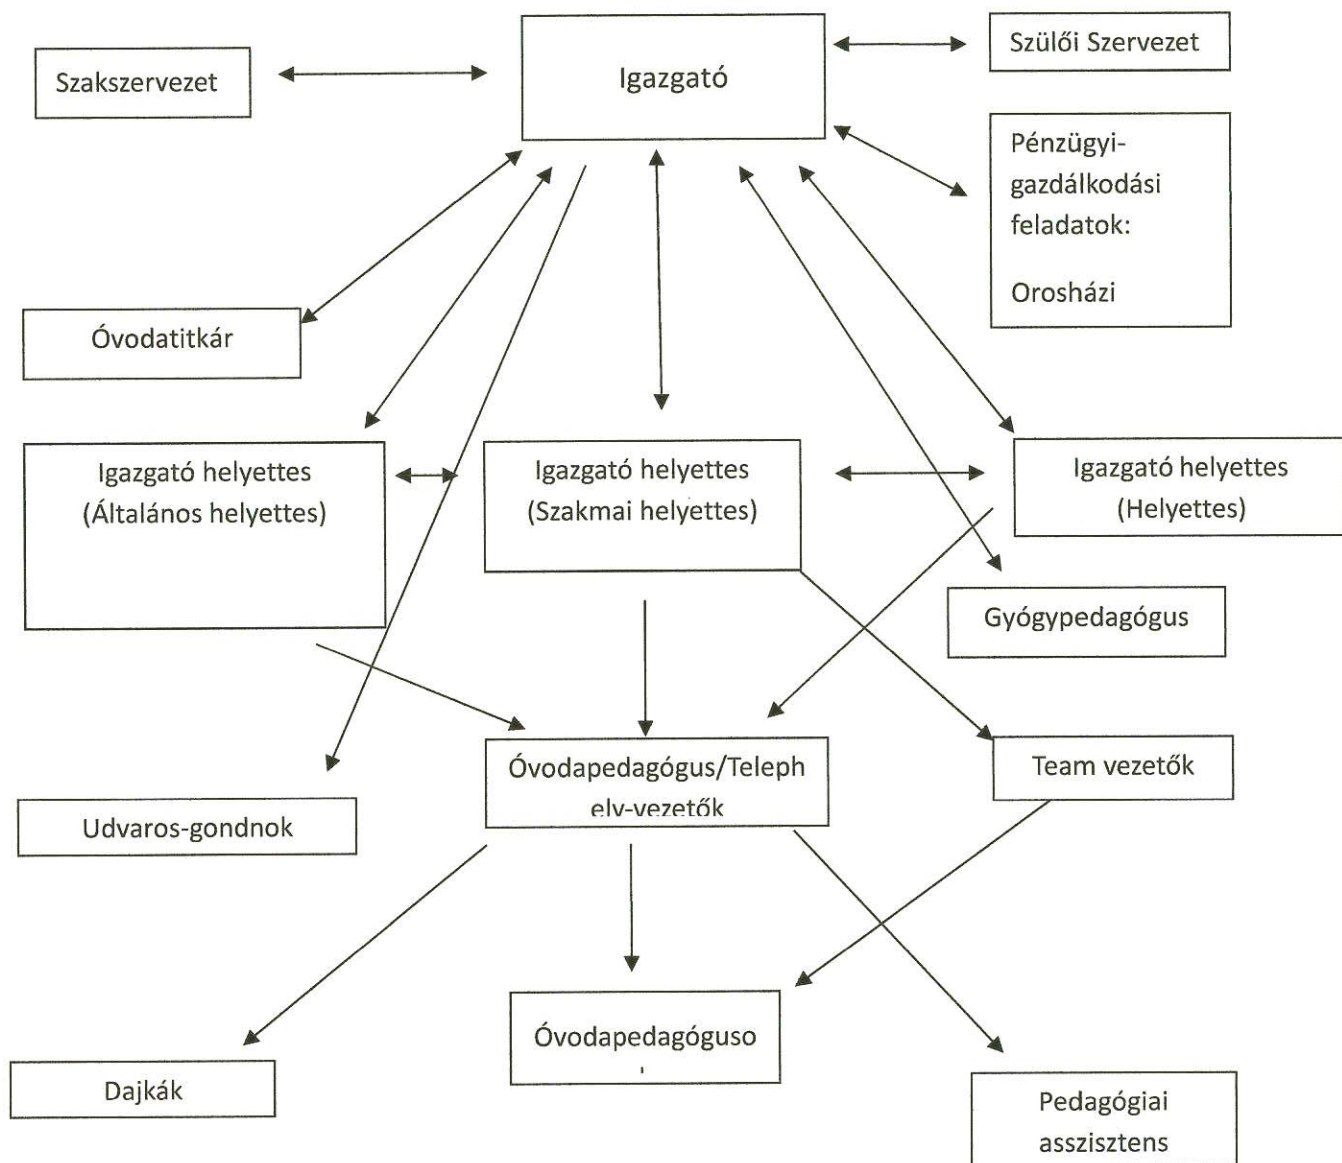 Igazgató
Szülői Szervezet
Szakszervezet
Pénzügyi-
gazdálkodási
feladatok:
Orosházi
Óvodatitkár
Igazgató helyettes
(Általános helyettes)
Igazgató helyettes
(Szakmai helyettes)
Igazgató helyettes
(Helyettes)
Gyógypedagógus
Óvodapedagógus/Teleph
ely-vezetők
Team vezetők
Udvaros-gondnok
Óvodapedagóguso
Dajkák
Pedagógiai
asszisztens